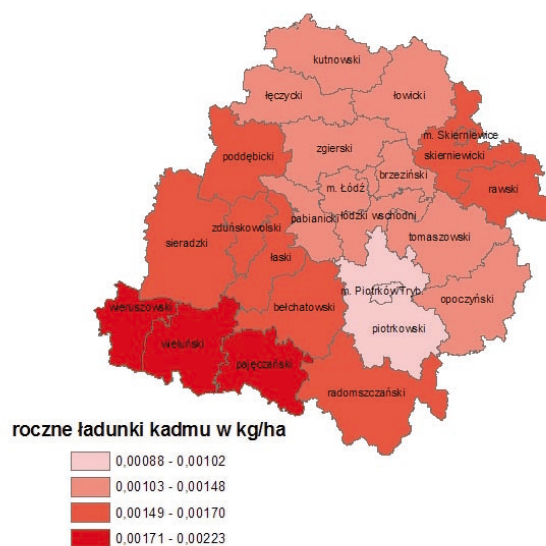 kutnowski
łęczycki
łowicki
m. Skierniewice
poddębicki
zgierski
skierniewicki
brzeziński
rawski
m. Łódź
zduńskowolski
pabianicki
łódzki wschodnj
sieradzki
tomaszowski
łaski
m. Piotrków Tryb.
wieruszowski
bełchatowski
opoczyński
piotrkowski
wieluński
pajęczański
radomszczański
roczne ładunki kadmu w kg/ha
0,00088 - 0,00102
0,00103 - 0,00148
0,00149 - 0,00170
0,00171 - 0,00223